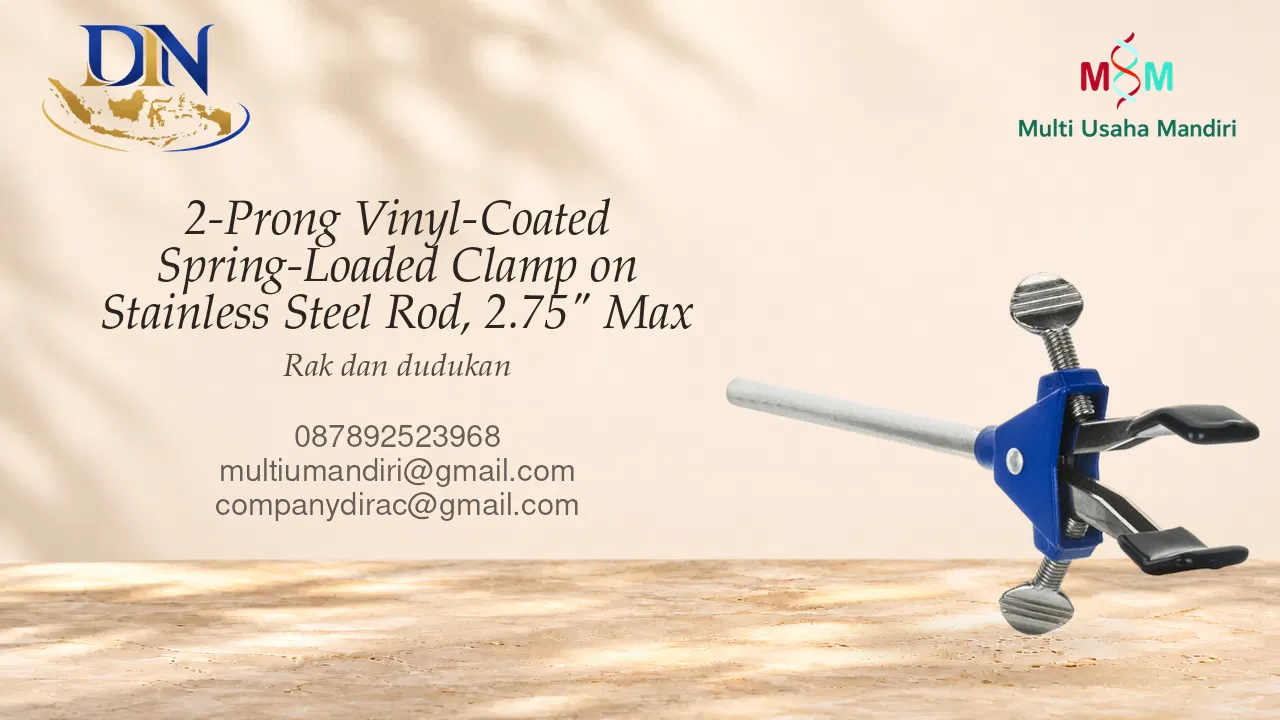 DN
M M
Multi Usaha Mandiri
2-Prong Vinyl-Coated
Spring-Loaded Clamp on
Stainless Steel Rod, 2.75" Max
Rak dan dudukan
087892523968
multiumandiri@gmail.com
companydirac@gmail.com